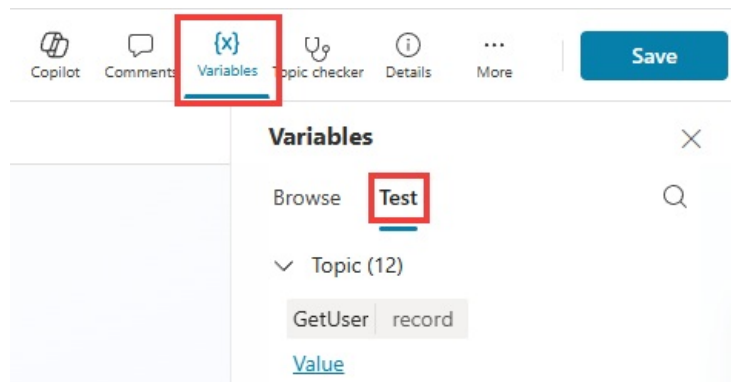 {x}
Copilot Comments Variables Topic checker Details More Save
Variables
Browse Test
Topic (12)
GetUser record
Value